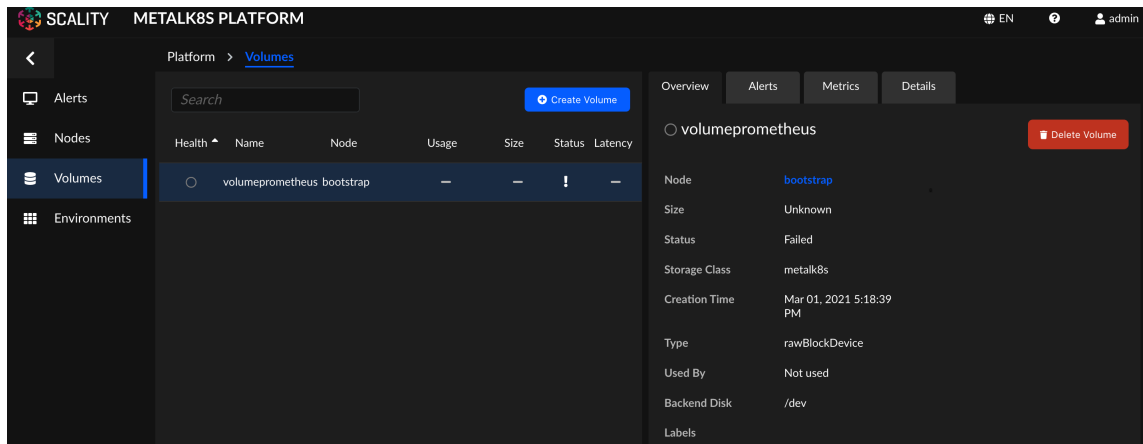 SCALITY METALK8S PLATFORM EN ? admin
Platform > Volumes
Alerts
Nodes
Volumes
Environments
Search Create Volume
Health Name Node Usage Size Status Latency
volumeprometheus bootstrap – – ! –
Overview Alerts Metrics Details
volumeprometheus Delete Volume
Node bootstrap
Size Unknown
Status Failed
Storage Class metalk8s
Creation Time Mar 01, 2021 5:18:39
PM
Type rawBlockDevice
Used By Not used
Backend Disk /dev
Labels